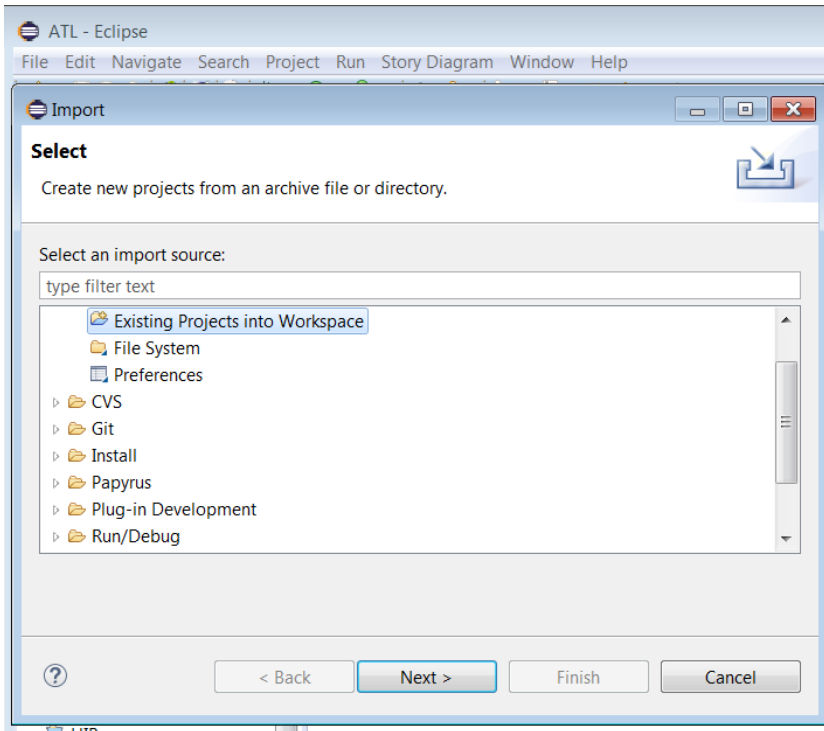 ATL - Eclipse
File Edit Navigate Search Project Run Story Diagram Window Help
Import
Select
Create new projects from an archive file or directory.
Select an import source:
type filter text
Existing Projects into Workspace
File System
Preferences
CVS
Git
Install
Papyrus
Plug-in Development
Run/Debug
< Back Next > Finish Cancel